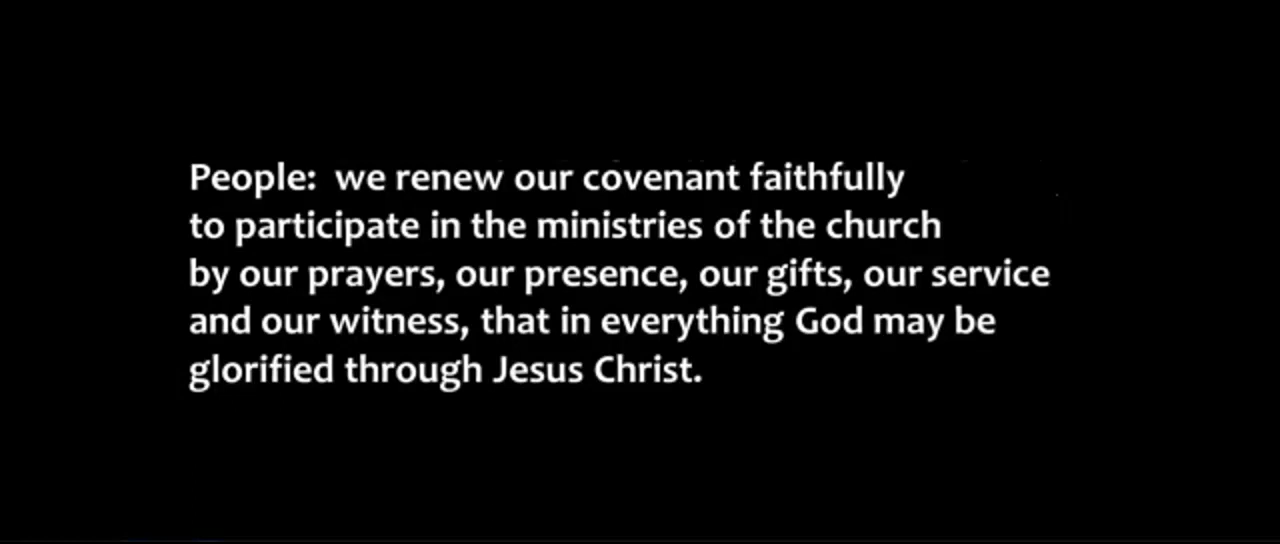 People:  we renew our covenant faithfully
to participate in the ministries of the church
by our prayers, our presence, our gifts, our service
and our witness, that in everything God may be
glorified through Jesus Christ.